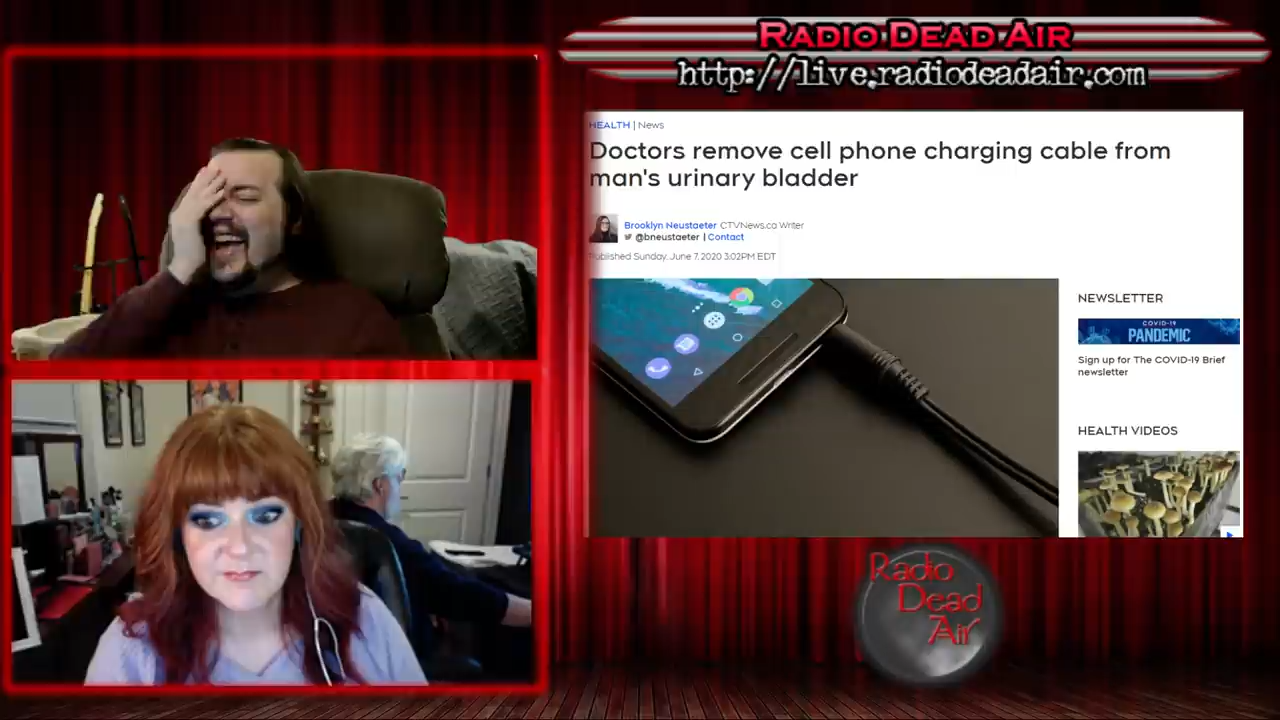 RADIO DEAD AIR
http://live.radiodeadair.com
HEALTH | News
Doctors remove cell phone charging cable from
man's urinary bladder
Brooklyn Neustaeter CTVNews.ca Writer
@bneustaeter | Contact
Published Sunday, June 7, 2020 3:02PM EDT
NEWSLETTER
COVID-19
PANDEMIC
Sign up for The COVID-19 Brief
newsletter
HEALTH VIDEOS
Radio
Dead
Air